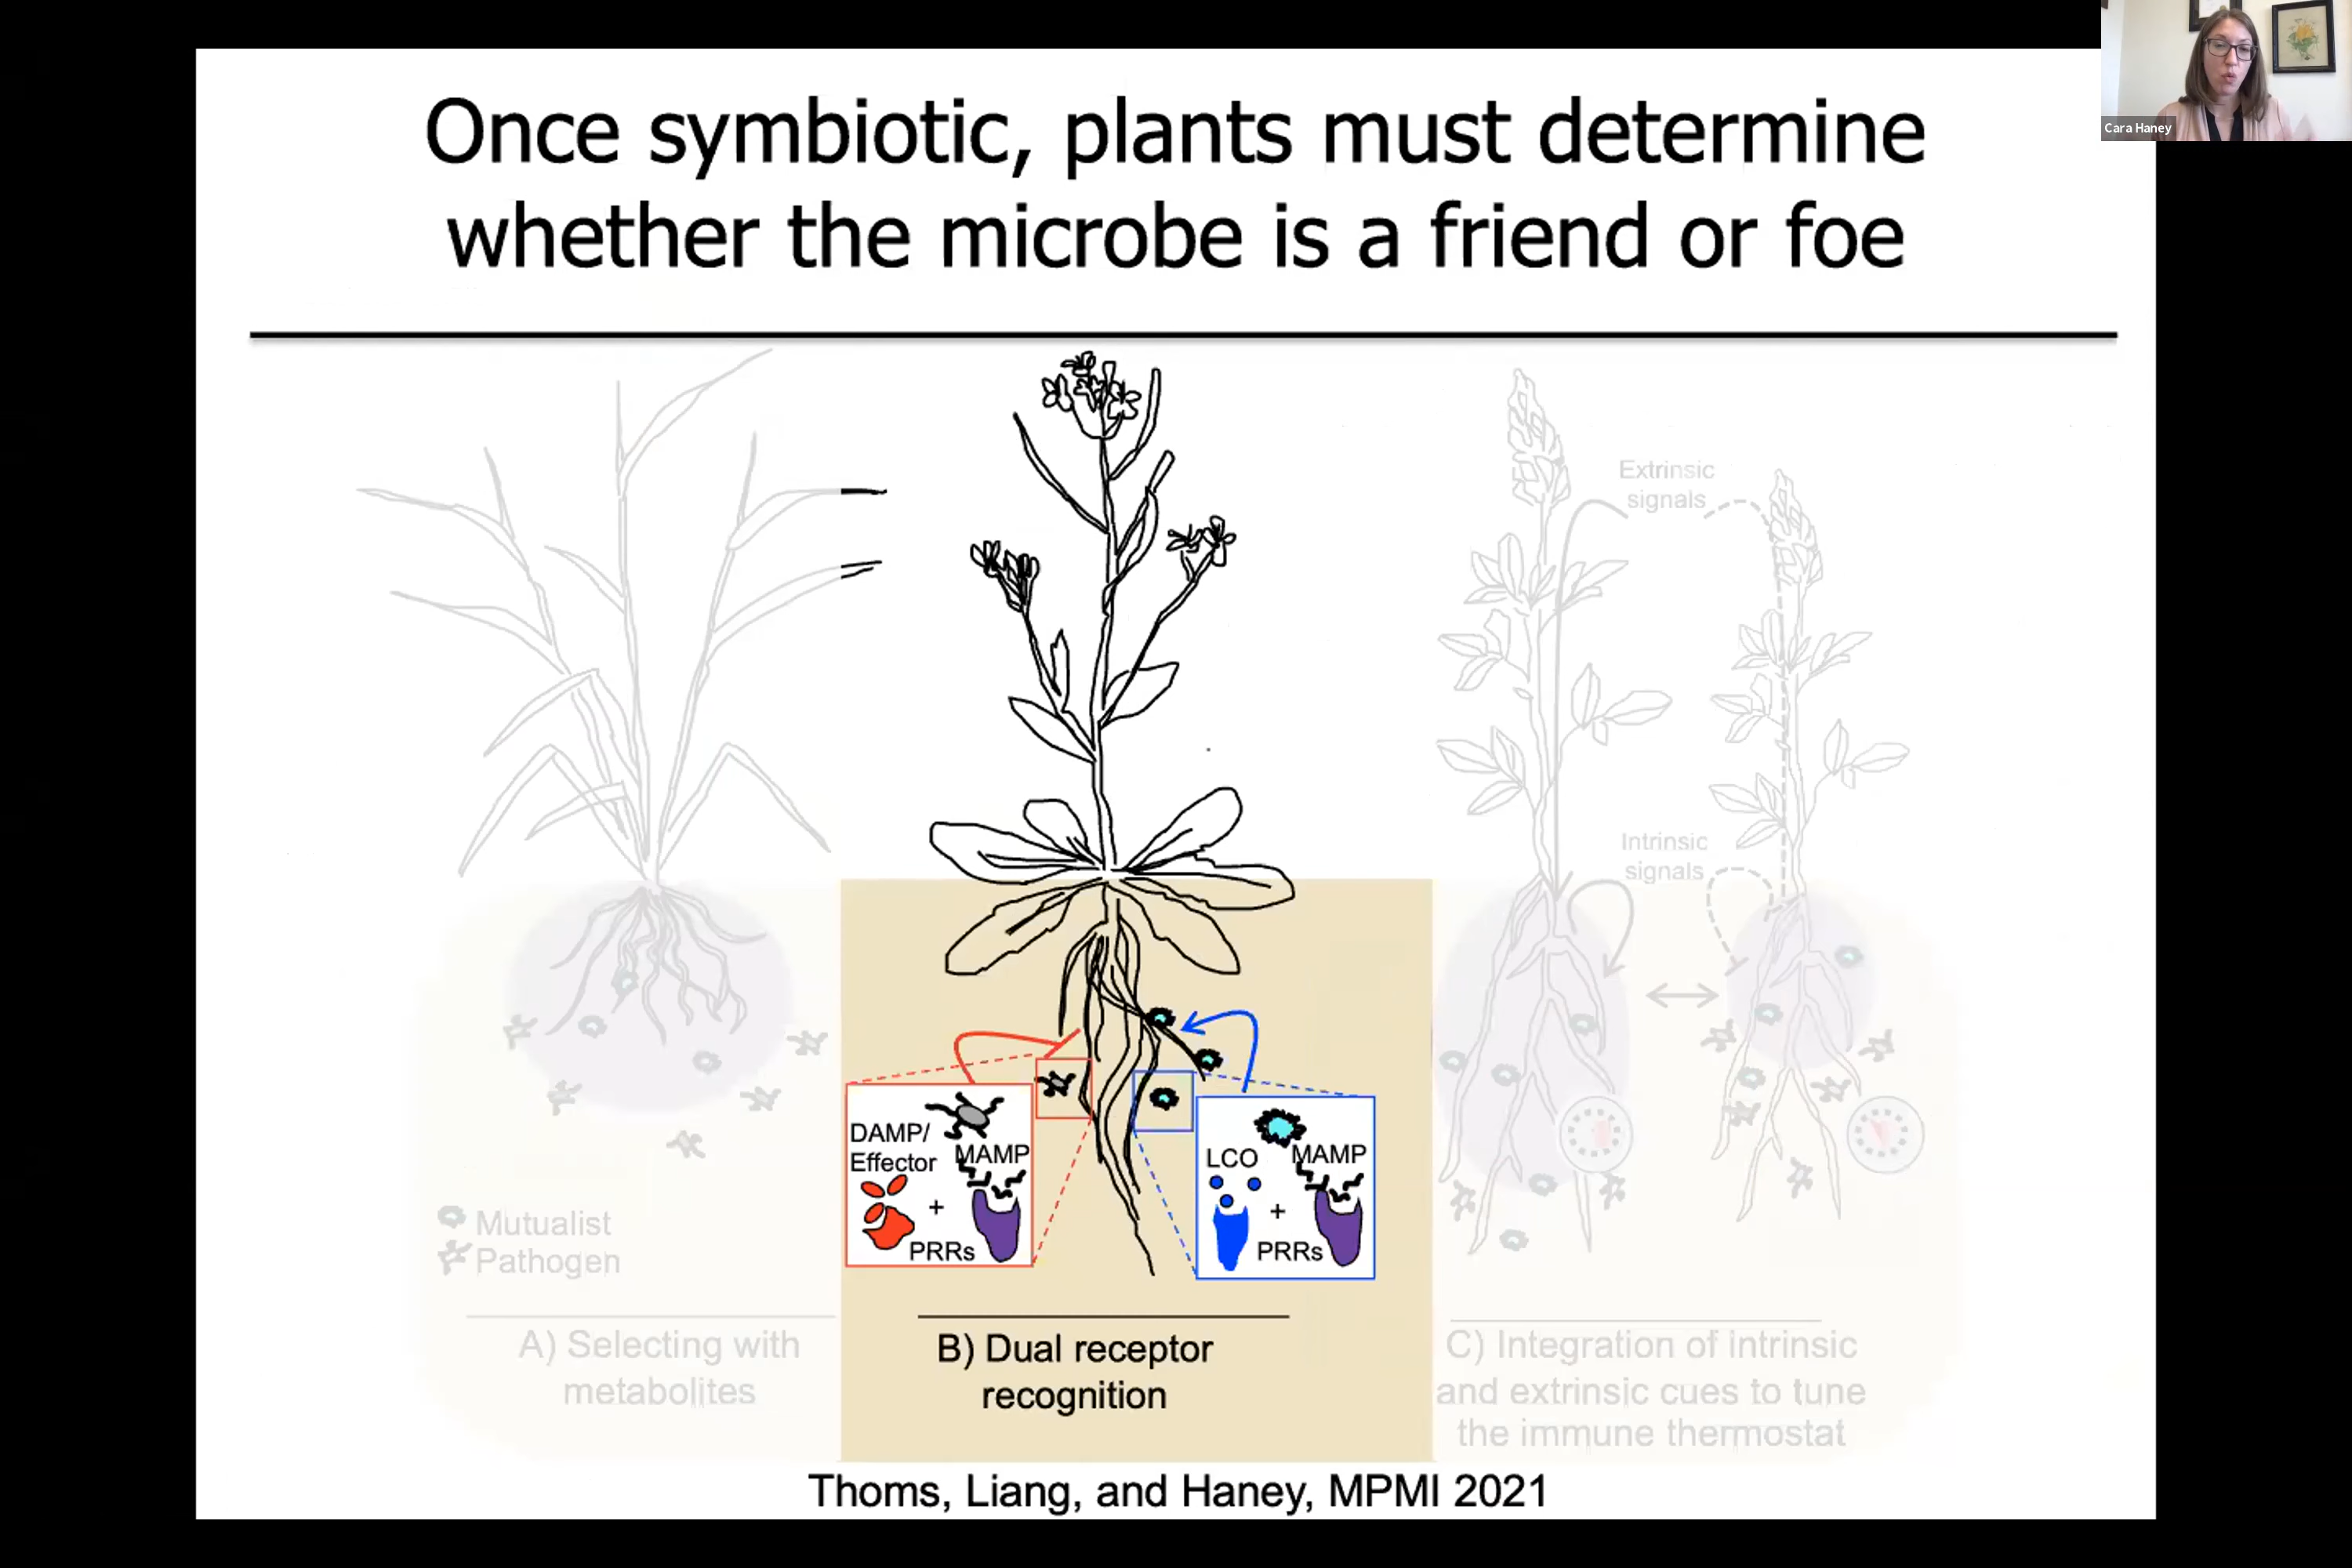 Cara Haney
Once symbiotic, plants must determine
whether the microbe is a friend or foe
Extrinsic
signals
Intrinsic
signals
DAMP/
Effector
MAMP
+
PRRs
LCO
MAMP
+
PRRs
Mutualist
Pathogen
A) Selecting with
metabolites
B) Dual receptor
recognition
C) Integration of intrinsic
and extrinsic cues to tune
the immune thermostat
Thoms, Liang, and Haney, MPMI 2021